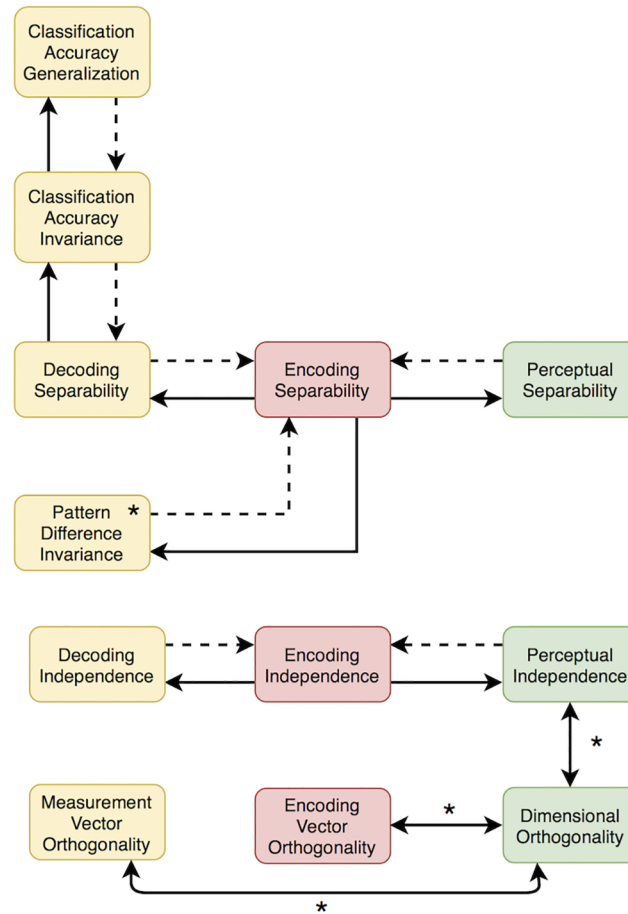 Classification
Accuracy
Generalization
Classification
Accuracy
Invariance
Decoding
Separability
Encoding
Separability
Perceptual
Separability
Pattern *
Difference
Invariance
Decoding
Independence
Encoding
Independence
Perceptual
Independence
*
Measurement
Vector
Orthogonality
Encoding
Vector
Orthogonality
*
Dimensional
Orthogonality
*